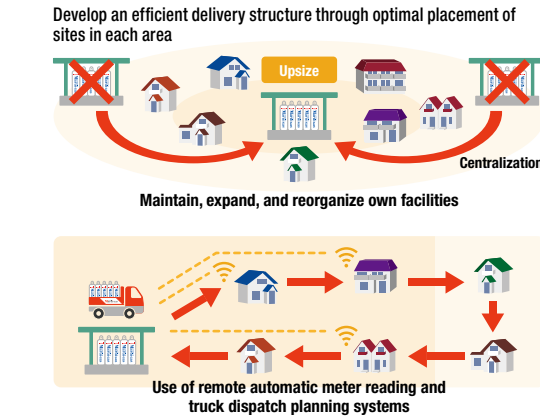 Develop an efficient delivery structure through optimal placement of
sites in each area
Upsize
Centralization
Maintain, expand, and reorganize own facilities
Use of remote automatic meter reading and
truck dispatch planning systems